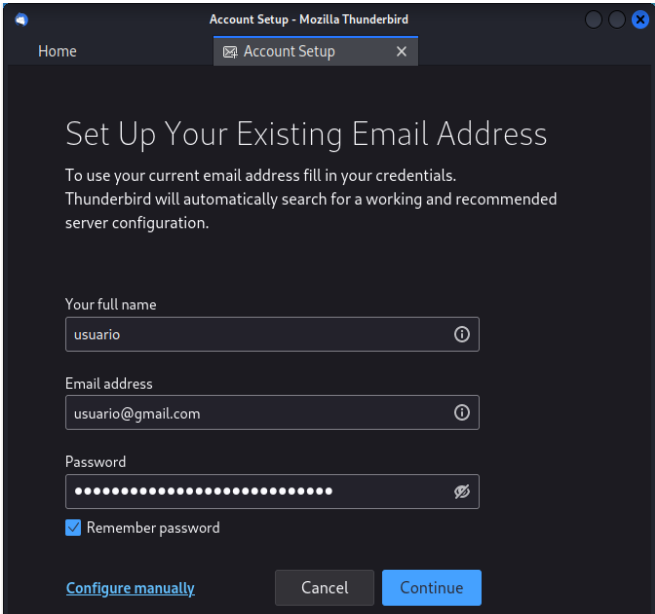 Account Setup - Mozilla Thunderbird
Home
Account Setup
Set Up Your Existing Email Address
To use your current email address fill in your credentials.
Thunderbird will automatically search for a working and recommended
server configuration.
Your full name
usuario
Email address
usuario@gmail.com
Password
••••••••••••••••••••••••••••
Remember password
Configure manually
Cancel
Continue